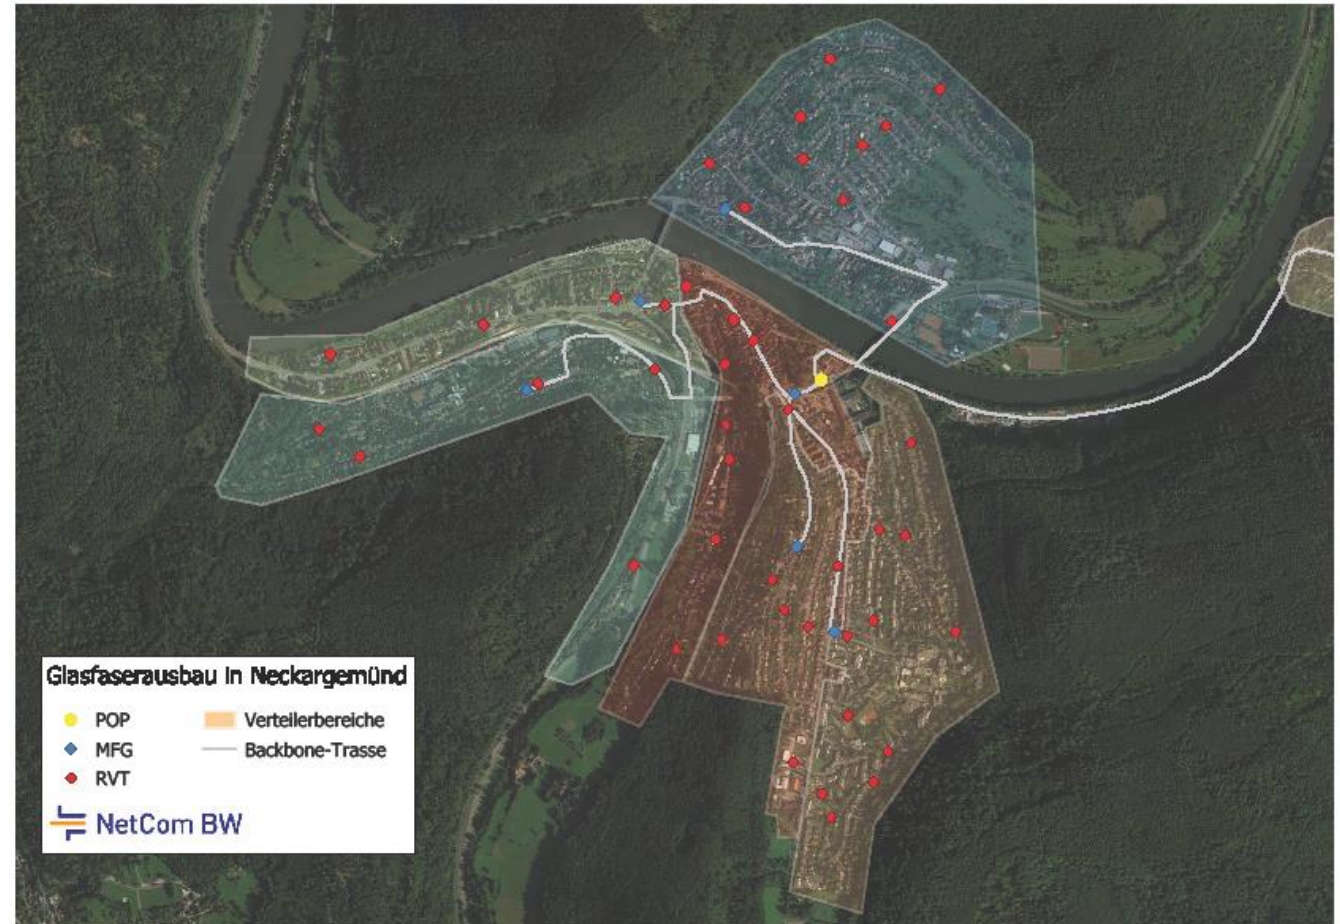 Glasfaserausbau in Neckargemünd
POP
Verteilerbereiche
MFG
Backbone-Trasse
RVT
NetCom BW